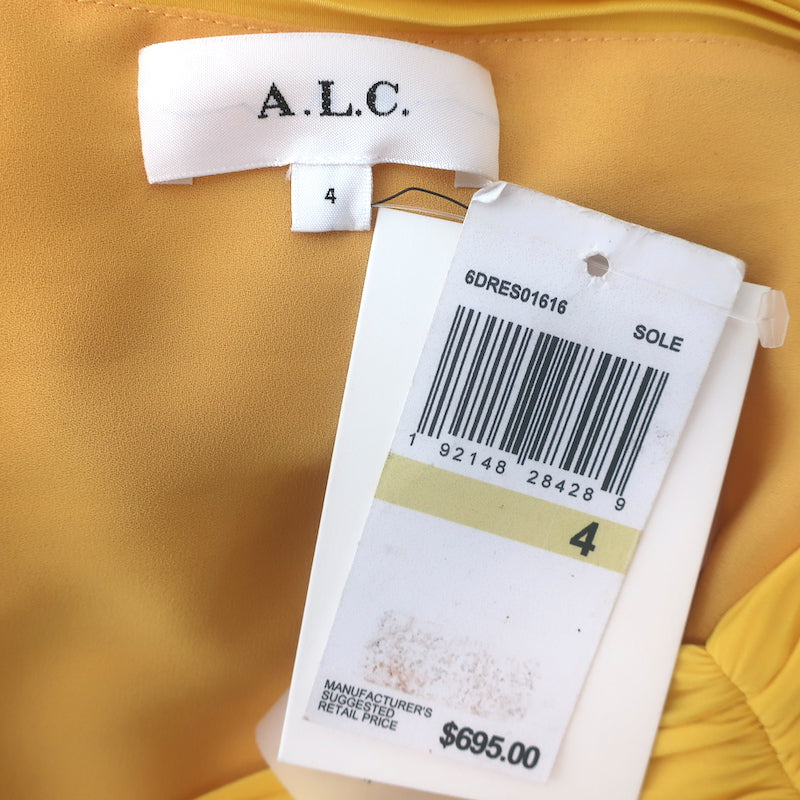 A.L.C.
4
6DRES01616
SOLE
1 92148 28428 9
4
MANUFACTURER'S
SUGGESTED
RETAIL PRICE
$695.00